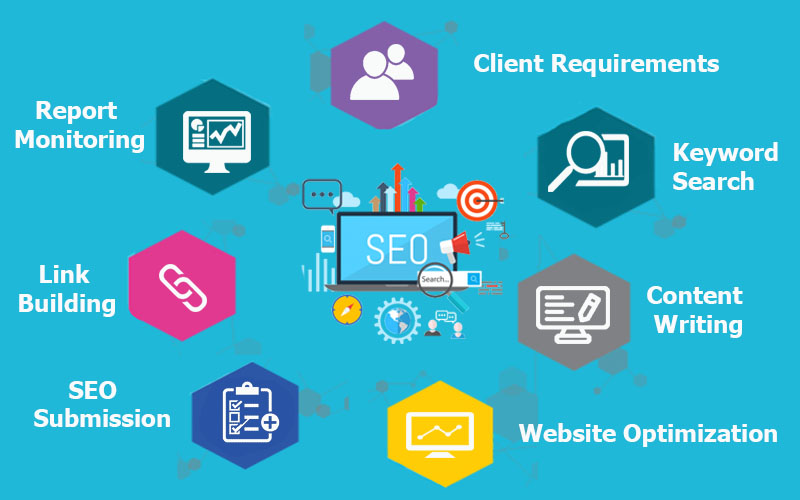 Client Requirements
Report
Monitoring
Keyword
Search
SEO
Search...
Link
Building
Content
Writing
SEO
Submission
Website Optimization